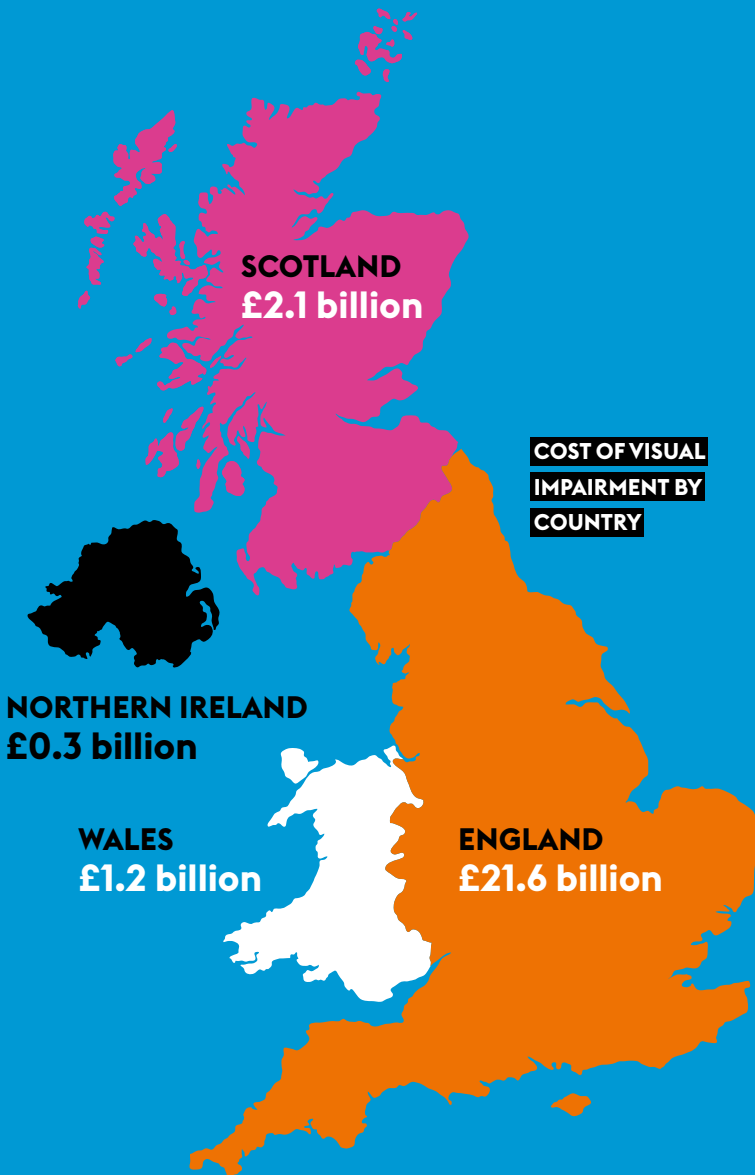 SCOTLAND
£2.1 billion
COST OF VISUAL
IMPAIRMENT BY
COUNTRY
NORTHERN IRELAND
£0.3 billion
WALES
£1.2 billion
ENGLAND
£21.6 billion